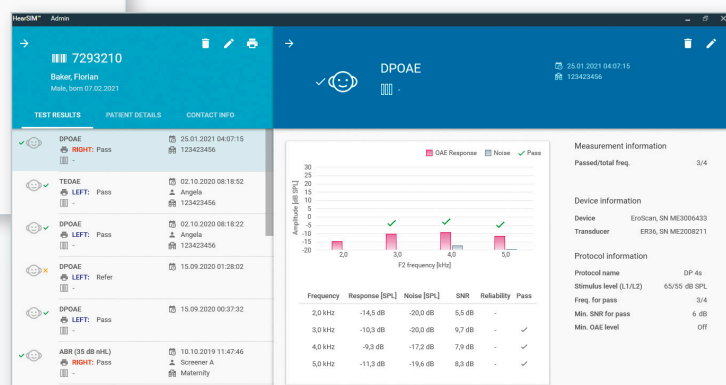 HearSIM™ Admin
7293210
Baker, Florian
Male, born 07.02.2021
TEST RESULTS PATIENT DETAILS CONTACT INFO
DPOAE 25.01.2021 04:07:15
RIGHT: Pass 123423456
-
TEOAE 02.10.2020 08:18:52
LEFT: Pass Angela
- 123423456
DPOAE 02.10.2020 08:18:22
LEFT: Pass Angela
- 123423456
DPOAE 15.09.2020 01:28:02
LEFT: Refer
-
DPOAE 15.09.2020 00:37:32
LEFT: Pass
-
ABR (35 dB nHL) 10.10.2019 11:47:46
RIGHT: Pass Screener A
- Maternity
DPOAE
-
25.01.2021 04:07:15
123423456
OAE Response Noise Pass
Amplitude [dB SPL]
30
25
20
15
10
5
0
-5
-10
-15
-20
2,0 3,0 4,0 5,0
F2 frequency [kHz]
Frequency Response [SPL] Noise [SPL] SNR Reliability Pass
2,0 kHz -14,5 dB -20,0 dB 5,5 dB -
3,0 kHz -10,3 dB -20,0 dB 9,7 dB -
4,0 kHz -9,3 dB -17,2 dB 7,9 dB -
5,0 kHz -11,3 dB -19,6 dB 8,3 dB -
Measurement information
Passed/total freq. 3/4
Device information
Device EroScan, SN ME3006433
Transducer ER36, SN ME2008211
Protocol information
Protocol name DP 4s
Stimulus level (L1/L2) 65/55 dB SPL
Freq. for pass 3/4
Min. SNR for pass 6 dB
Min. OAE level Off